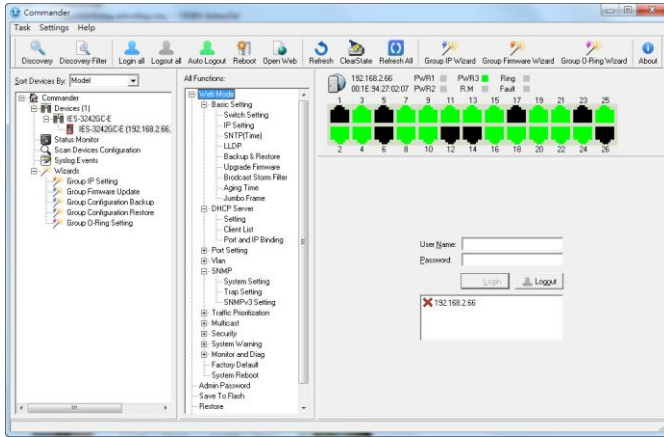 Commander
Task Settings Help
Discovery Discovery Filter Login all Logout all Auto Logout Reboot Open Web Refresh ClearState Refresh All Group IP Wizard Group Firmware Wizard Group O-Ring Wizard About
Sort Devices By: Model
Commander
Devices (1)
IES-3242GC-E
IES-3242GC-E (192.168.2.66,
Status Monitor
Scan Devices Configuration
Syslog Events
Wizards
Group IP Setting
Group Firmware Update
Group Configuration Backup
Group Configuration Restore
Group O-Ring Setting
All Functions:
Web Mode
Basic Setting
Switch Setting
IP Setting
SNTP(Time)
LLDP
Backup & Restore
Upgrade Firmware
Brodcast Storm Filter
Aging Time
Jumbo Frame
DHCP Server
Setting
Client List
Port and IP Binding
Port Setting
Vlan
SNMP
System Setting
Trap Setting
SNMPv3 Setting
Traffic Prioritization
Multicast
Security
System Warning
Monitor and Diag
Factory Default
System Reboot
Admin Password
Save To Flash
Restore
192.168.2.66 PWR1 PWR3 Ring
00:1E:94:27:02:07 PWR2 R.M Fault
1 3 5 7 9 11 13 15 17 19 21 23 25
2 4 6 8 10 12 14 16 18 20 22 24 26
User Name:
Password:
Login Logout
192.168.2.66